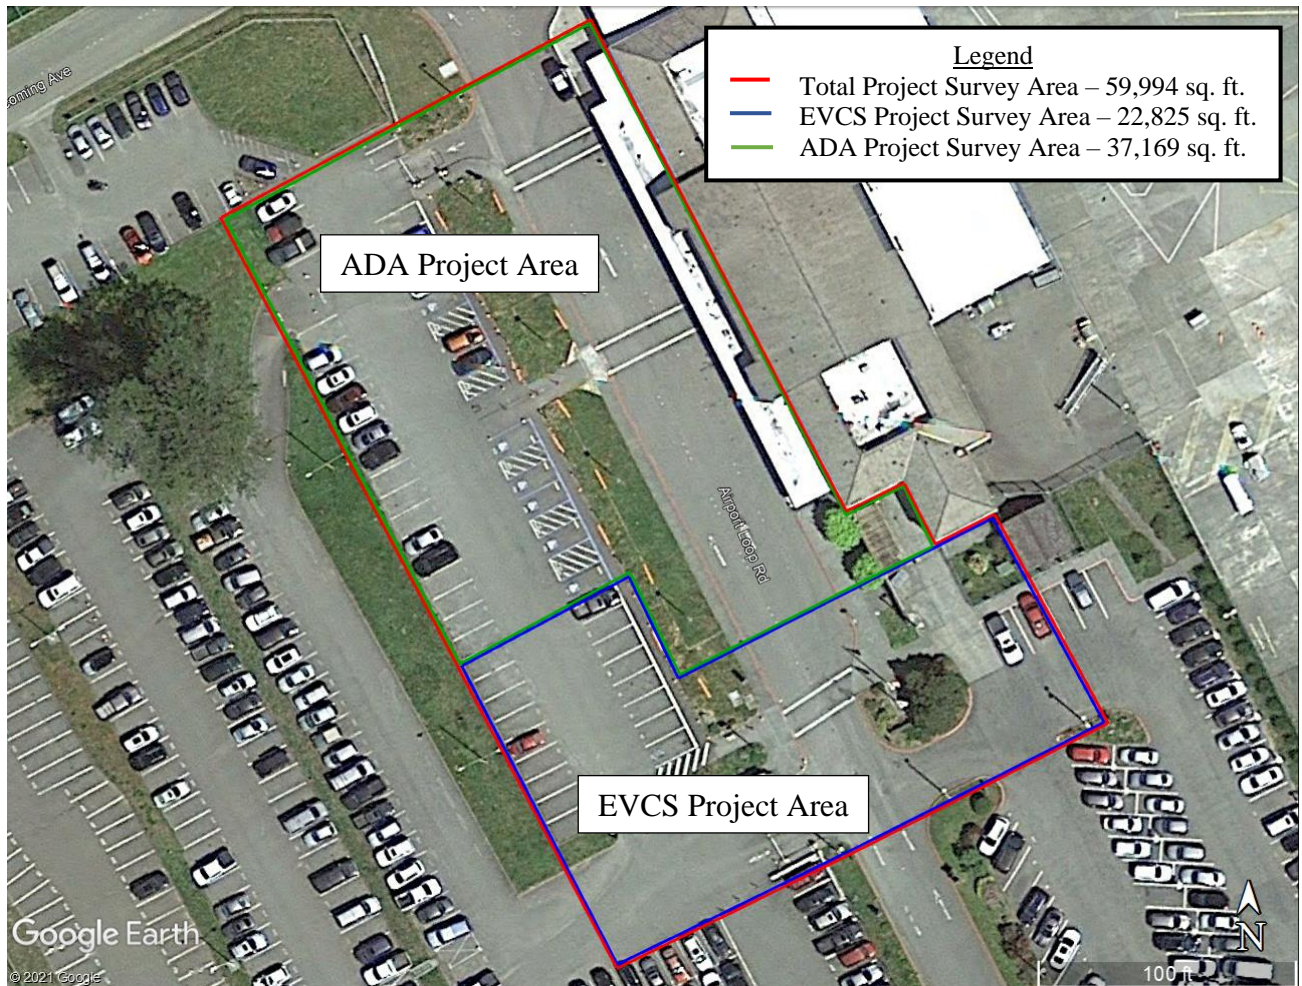 Legend
Total Project Survey Area – 59,994 sq. ft.
EVCS Project Survey Area – 22,825 sq. ft.
ADA Project Survey Area – 37,169 sq. ft.
oming Ave
ADA Project Area
Airport Loop Rd
EVCS Project Area
Google Earth
N
© 2021 Google
100 ft